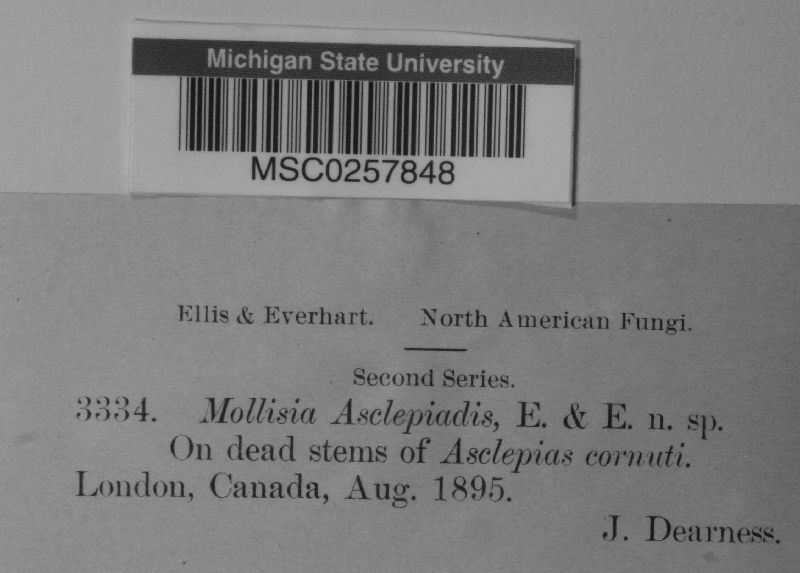 Michigan State University
MSC0257848
Ellis & Everhart. North American Fungi.
Second Series.
3334. Mollisia Asclepiadis, E. & E. n. sp.
On dead stems of Asclepias cornuti.
London, Canada, Aug. 1895.
J. Dearness.